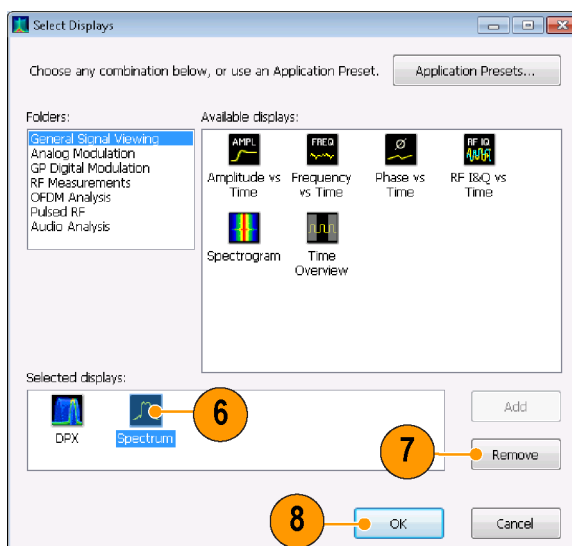 Select Displays
Choose any combination below, or use an Application Preset.
Application Presets...
Folders:
Available displays:
General Signal Viewing
Analog Modulation
GP Digital Modulation
RF Measurements
OFDM Analysis
Pulsed RF
Audio Analysis
AMPL
FREQ
Ø
RF IQ
Amplitude vs Time
Frequency vs Time
Phase vs Time
RF I&Q vs Time
Spectrogram
Time Overview
Selected displays:
DPX
Spectrum
6
Add
7
Remove
8
OK
Cancel